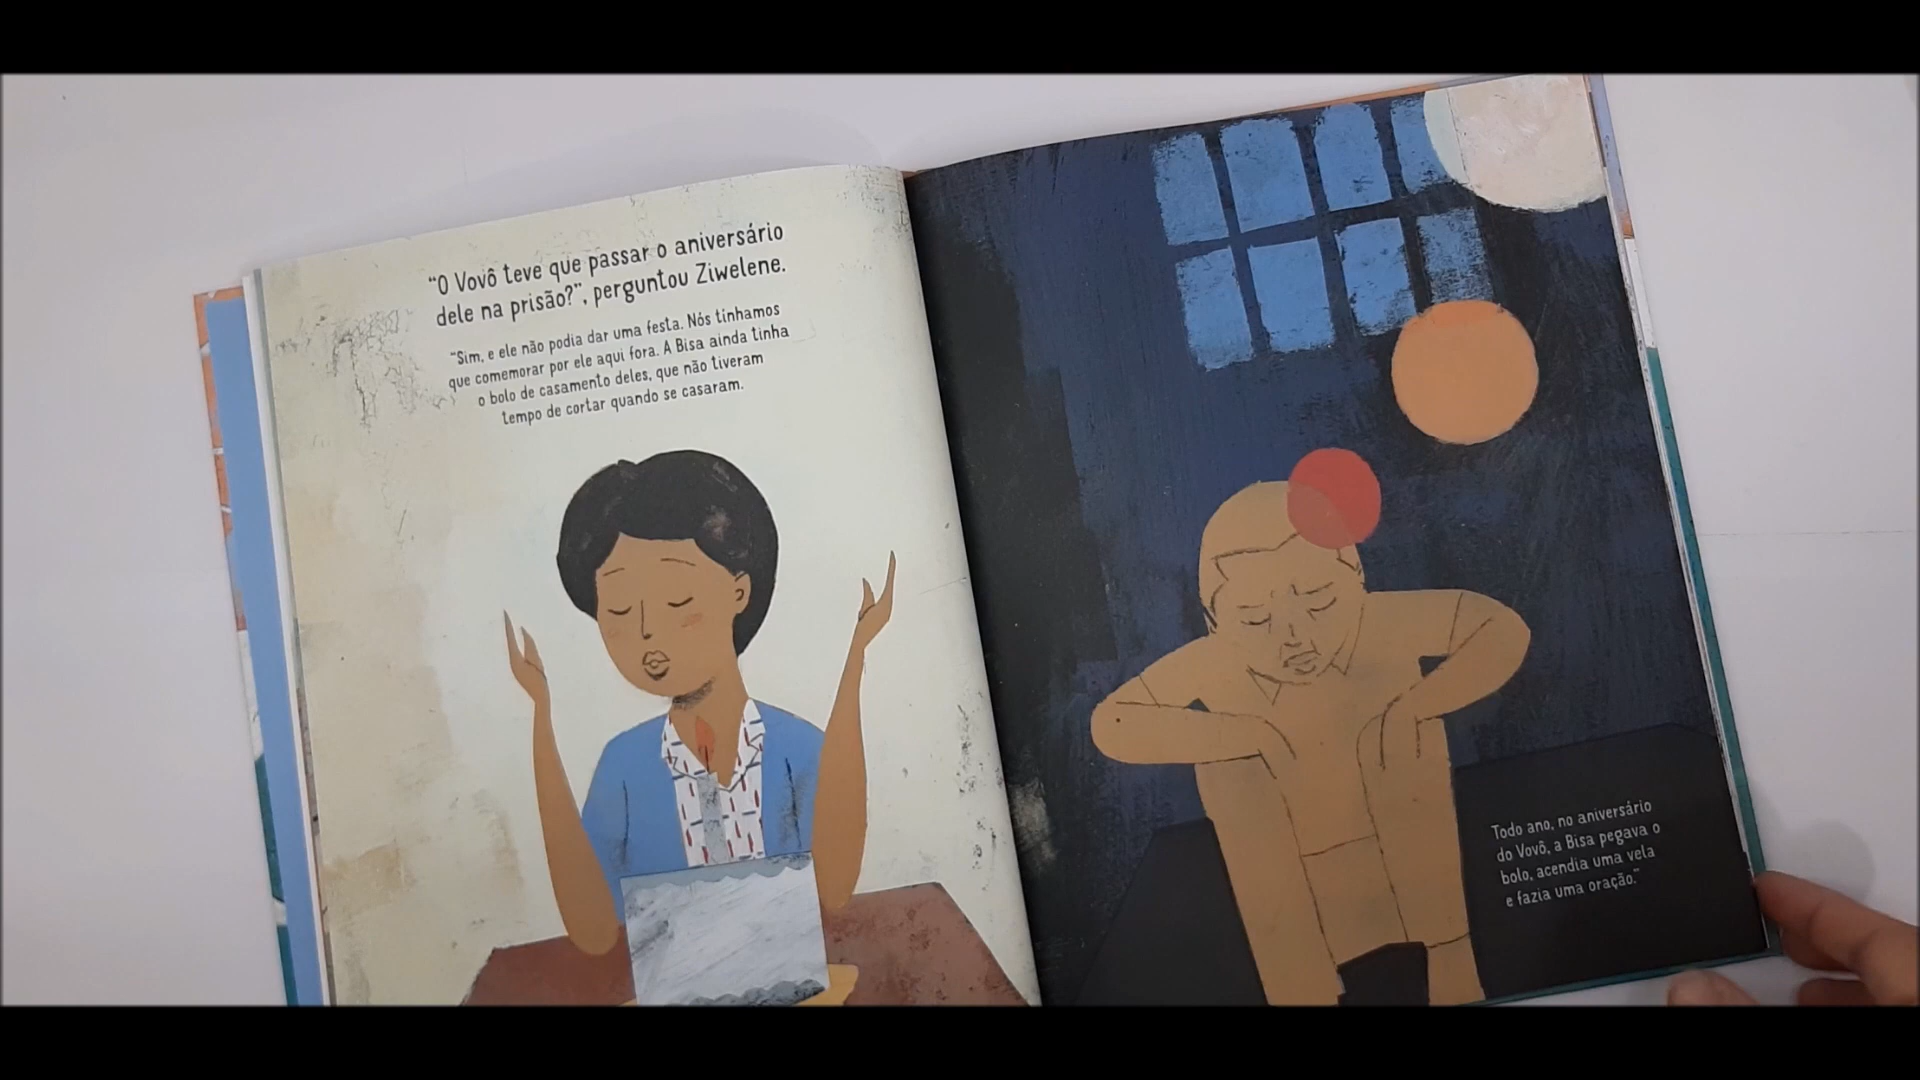 “O Vovô teve que passar o aniversário
dele na prisão?”, perguntou Ziwelene.
“Sim, e ele não podia dar uma festa. Nós tínhamos
que comemorar por ele aqui fora. A Bisa ainda tinha
o bolo de casamento deles, que não tiveram
tempo de cortar quando se casaram.
Todo ano, no aniversário
do Vovô, a Bisa pegava o
bolo, acendia uma vela
e fazia uma oração.”